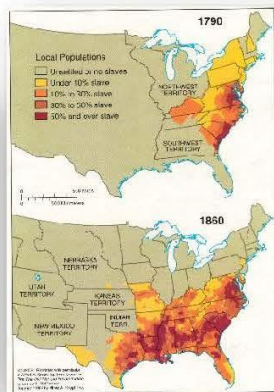 1790
Local Populations
Unsettled or no slaves
Under 10% slave
10% to 30% slave
30% to 50% slave
50% and over slave
NORTHWEST
TERRITORY
SOUTHWEST
TERRITORY
1860
NEBRASKA
TERRITORY
UTAH
TERRITORY
KANSAS
TERRITORY
INDIAN
TERR.
NEW MEXICO
TERRITORY